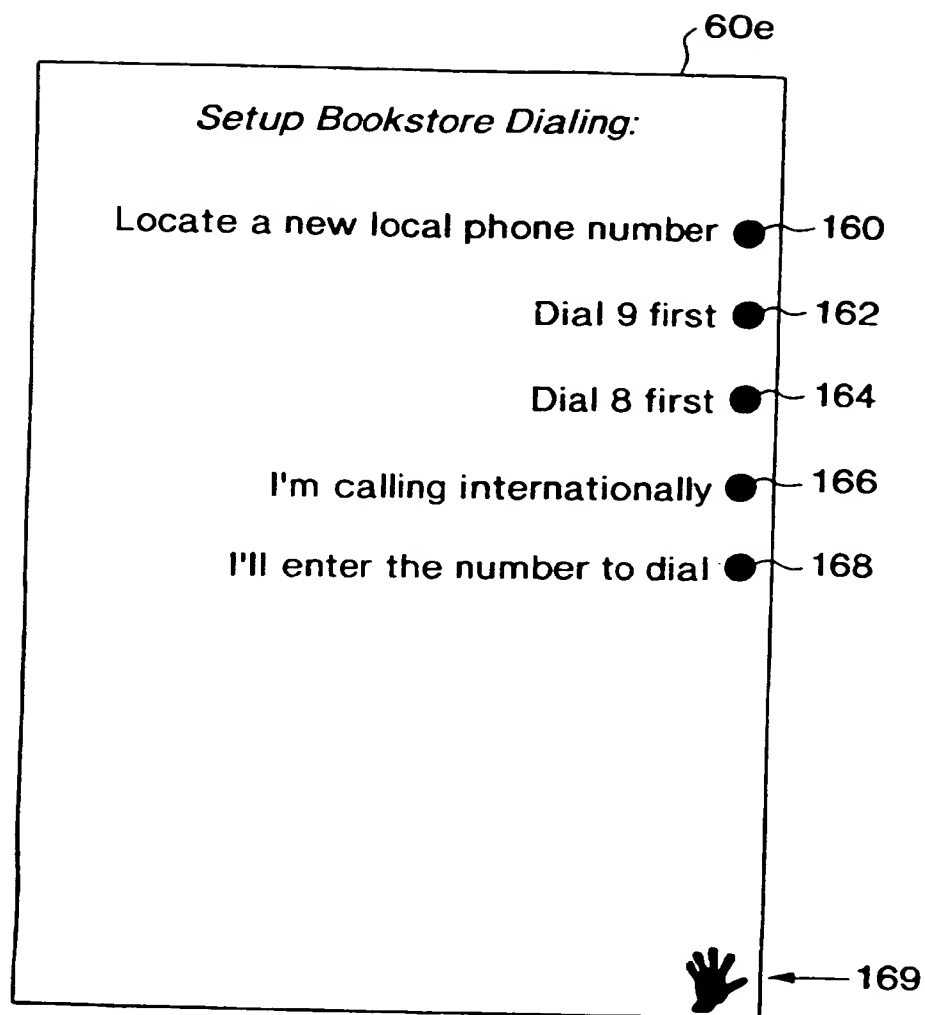 60e
Setup Bookstore Dialing:
Locate a new local phone number 160
Dial 9 first 162
Dial 8 first 164
I'm calling internationally 166
I'll enter the number to dial 168
169